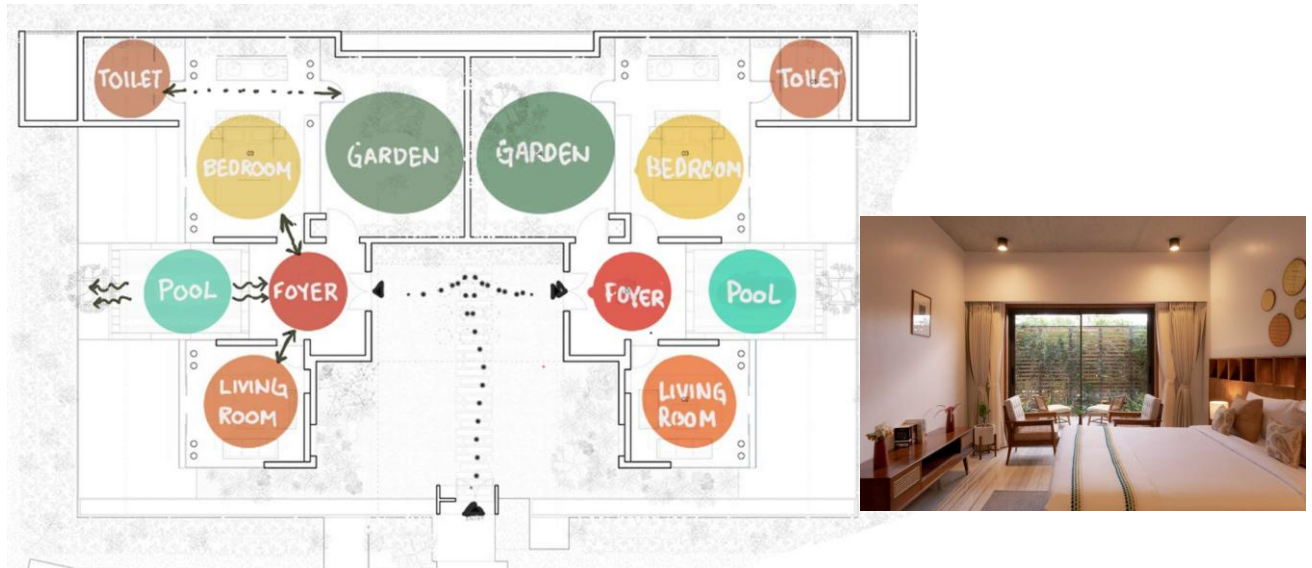 TOILET
TOILET
BEDROOM
GARDEN
GARDEN
BEDROOM
POOL
FOYER
FOYER
POOL
LIVING
ROOM
LIVING
ROOM